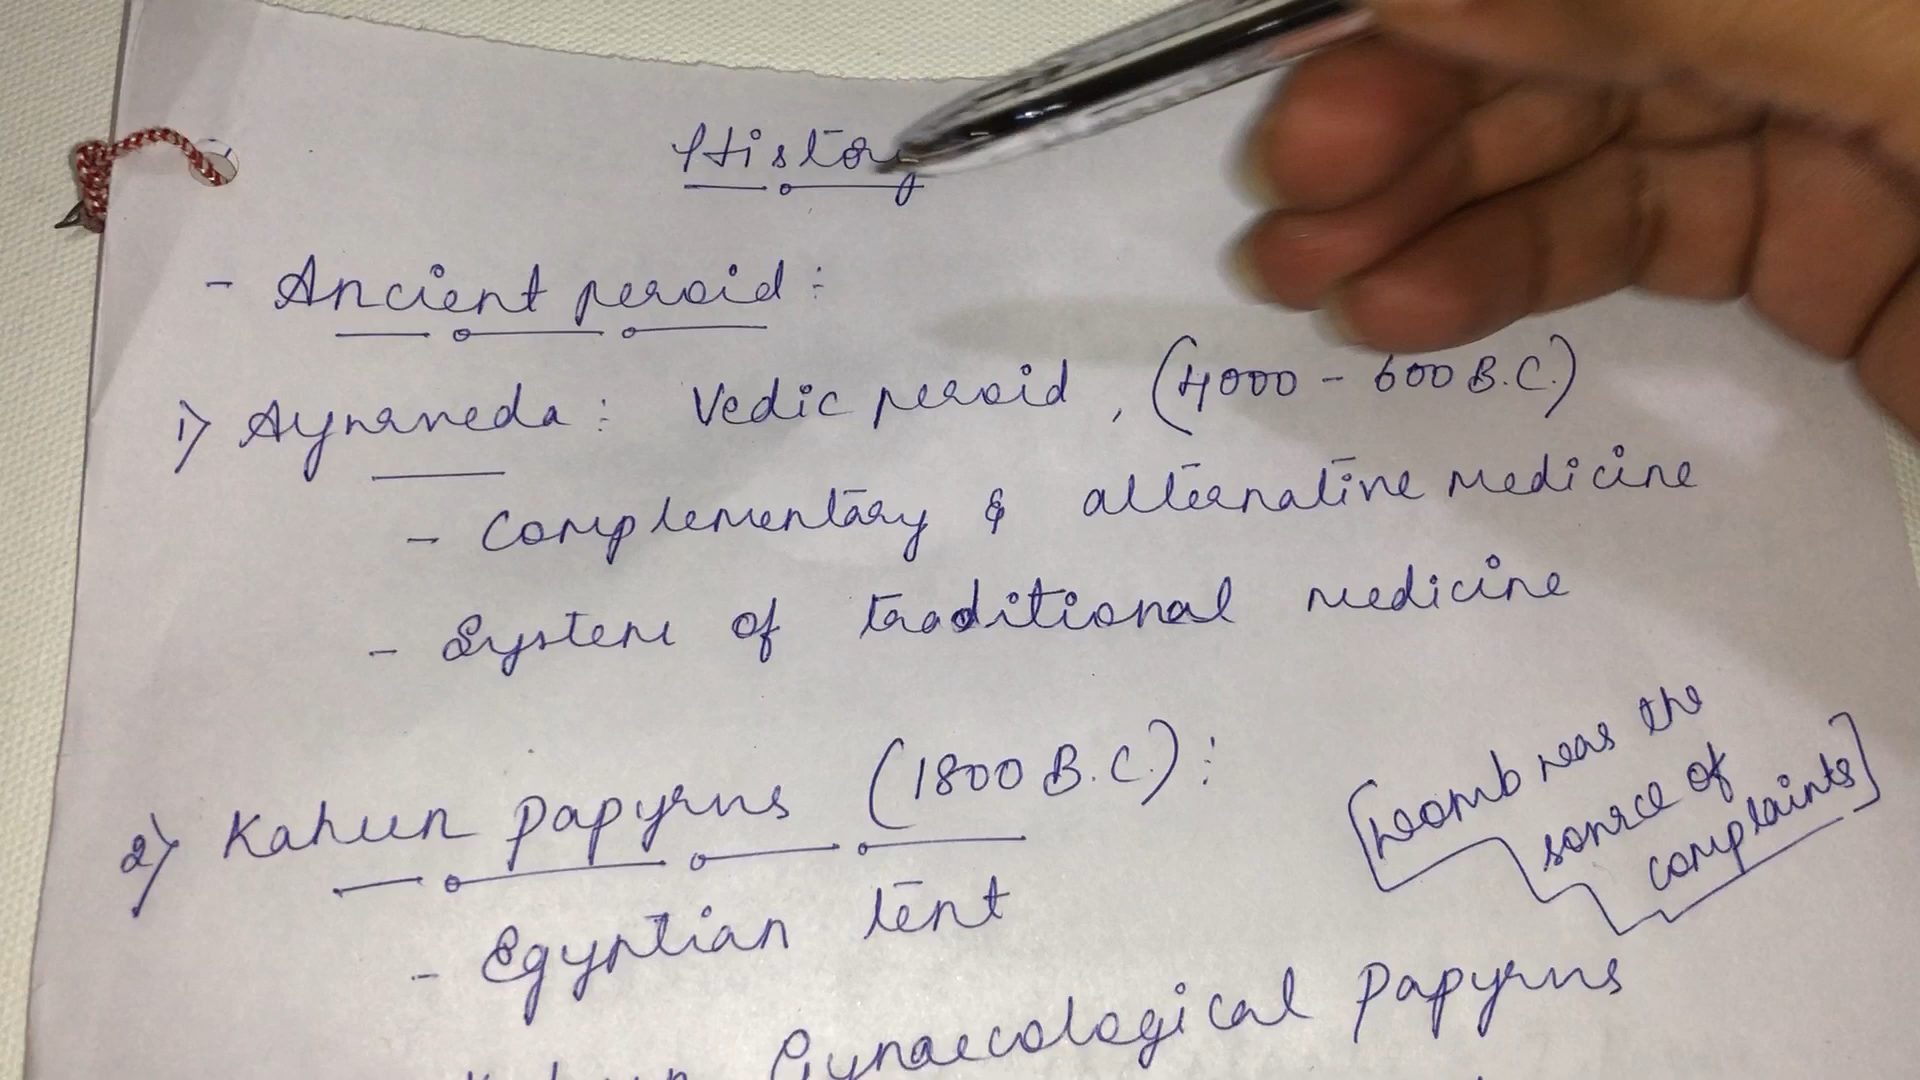 History
- Ancient peroid :
1) Ayurveda : Vedic peroid, (4000 - 600 B.C.)
- Complementary & alternative medicine
- System of traditional medicine
2) Kahun papyrus (1800 B.C.) :
[womb was the
source of
complaints]
- Egyptian text
Kahun Gynaecological Papyrus